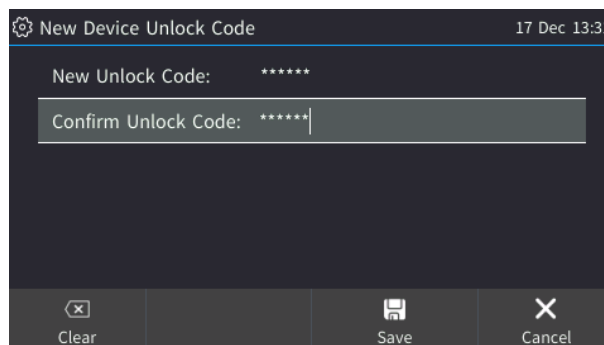 New Device Unlock Code
17 Dec 13:3
New Unlock Code: ******
Confirm Unlock Code: ******
Clear
Save
Cancel